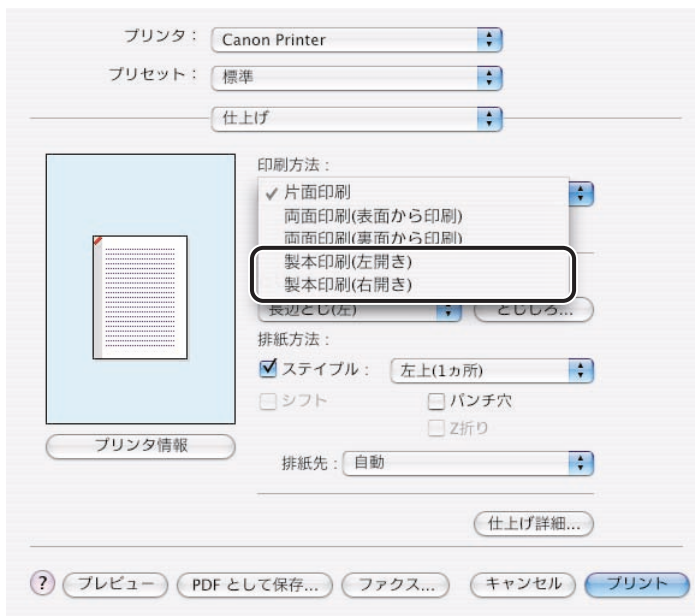 プリンタ： Canon Printer
プリセット： 標準
仕上げ
印刷方法：
✓ 片面印刷
両面印刷(表面から印刷)
両面印刷(裏面から印刷)
製本印刷(左開き)
製本印刷(右開き)
長辺とじ(左) とじしろ...
排紙方法：
ステイプル： 左上(1ヵ所)
シフト パンチ穴
Z折り
プリンタ情報
排紙先： 自動
仕上げ詳細...
? プレビュー PDF として保存... ファクス... キャンセル プリント